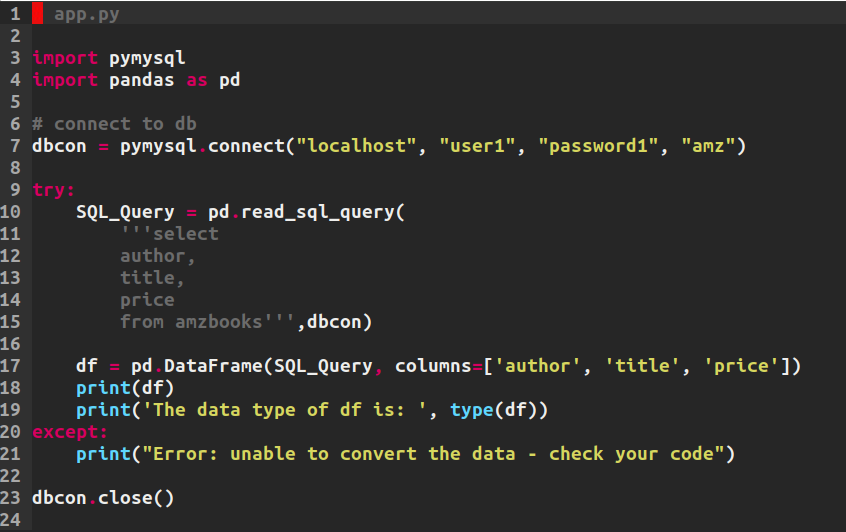 1 app.py
2
3 import pymysql
4 import pandas as pd
5
6 # connect to db
7 dbcon = pymysql.connect("localhost", "user1", "password1", "amz")
8
9 try:
10     SQL_Query = pd.read_sql_query(
11         '''select
12         author,
13         title,
14         price
15         from amzbooks''',dbcon)
16
17     df = pd.DataFrame(SQL_Query, columns=['author', 'title', 'price'])
18     print(df)
19     print('The data type of df is: ', type(df))
20 except:
21     print("Error: unable to convert the data - check your code")
22
23 dbcon.close()
24